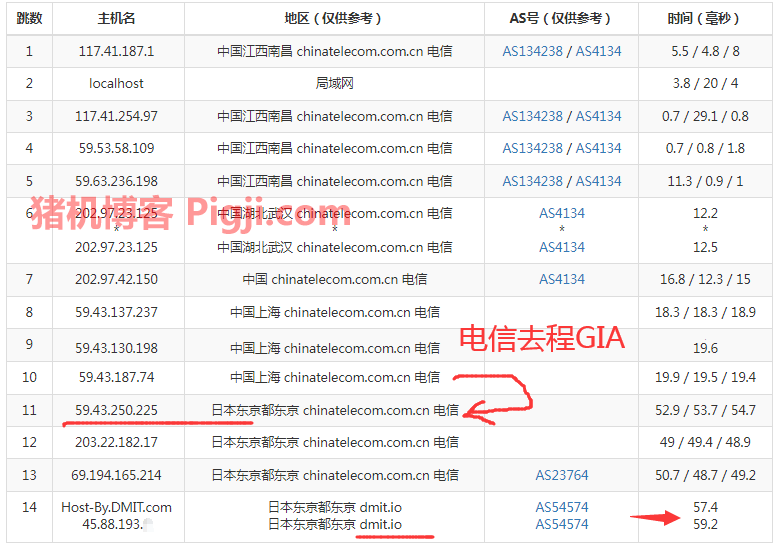 跳数 主机名 地区（仅供参考） AS号（仅供参考） 时间（毫秒）
1 117.41.187.1 中国江西南昌 chinatelecom.com.cn 电信 AS134238 / AS4134 5.5 / 4.8 / 8
2 localhost 局域网 3.8 / 20 / 4
3 117.41.254.97 中国江西南昌 chinatelecom.com.cn 电信 AS134238 / AS4134 0.7 / 29.1 / 0.8
4 59.53.58.109 中国江西南昌 chinatelecom.com.cn 电信 AS134238 / AS4134 0.7 / 0.8 / 1.8
5 59.63.236.198 中国江西南昌 chinatelecom.com.cn 电信 AS134238 / AS4134 11.3 / 0.9 / 1
猪机博客 Pigji.com
6 202.97.23.125 中国湖北武汉 chinatelecom.com.cn 电信 AS4134 12.2
* * * *
202.97.23.125 中国湖北武汉 chinatelecom.com.cn 电信 AS4134 12.5
7 202.97.42.150 中国 chinatelecom.com.cn 电信 AS4134 16.8 / 12.3 / 15
8 59.43.137.237 中国上海 chinatelecom.com.cn 电信 18.3 / 18.3 / 18.9
9 59.43.130.198 中国上海 chinatelecom.com.cn 电信 19.6
电信去程GIA
10 59.43.187.74 中国上海 chinatelecom.com.cn 电信 19.9 / 19.5 / 19.4
11 59.43.250.225 日本东京都东京 chinatelecom.com.cn 电信 52.9 / 53.7 / 54.7
12 203.22.182.17 日本东京都东京 chinatelecom.com.cn 电信 49 / 49.4 / 48.9
13 69.194.165.214 日本东京都东京 chinatelecom.com.cn 电信 AS23764 50.7 / 48.7 / 49.2
14 Host-By.DMIT.com 日本东京都东京 dmit.io AS54574 57.4
45.88.193. 日本东京都东京 dmit.io AS54574 59.2